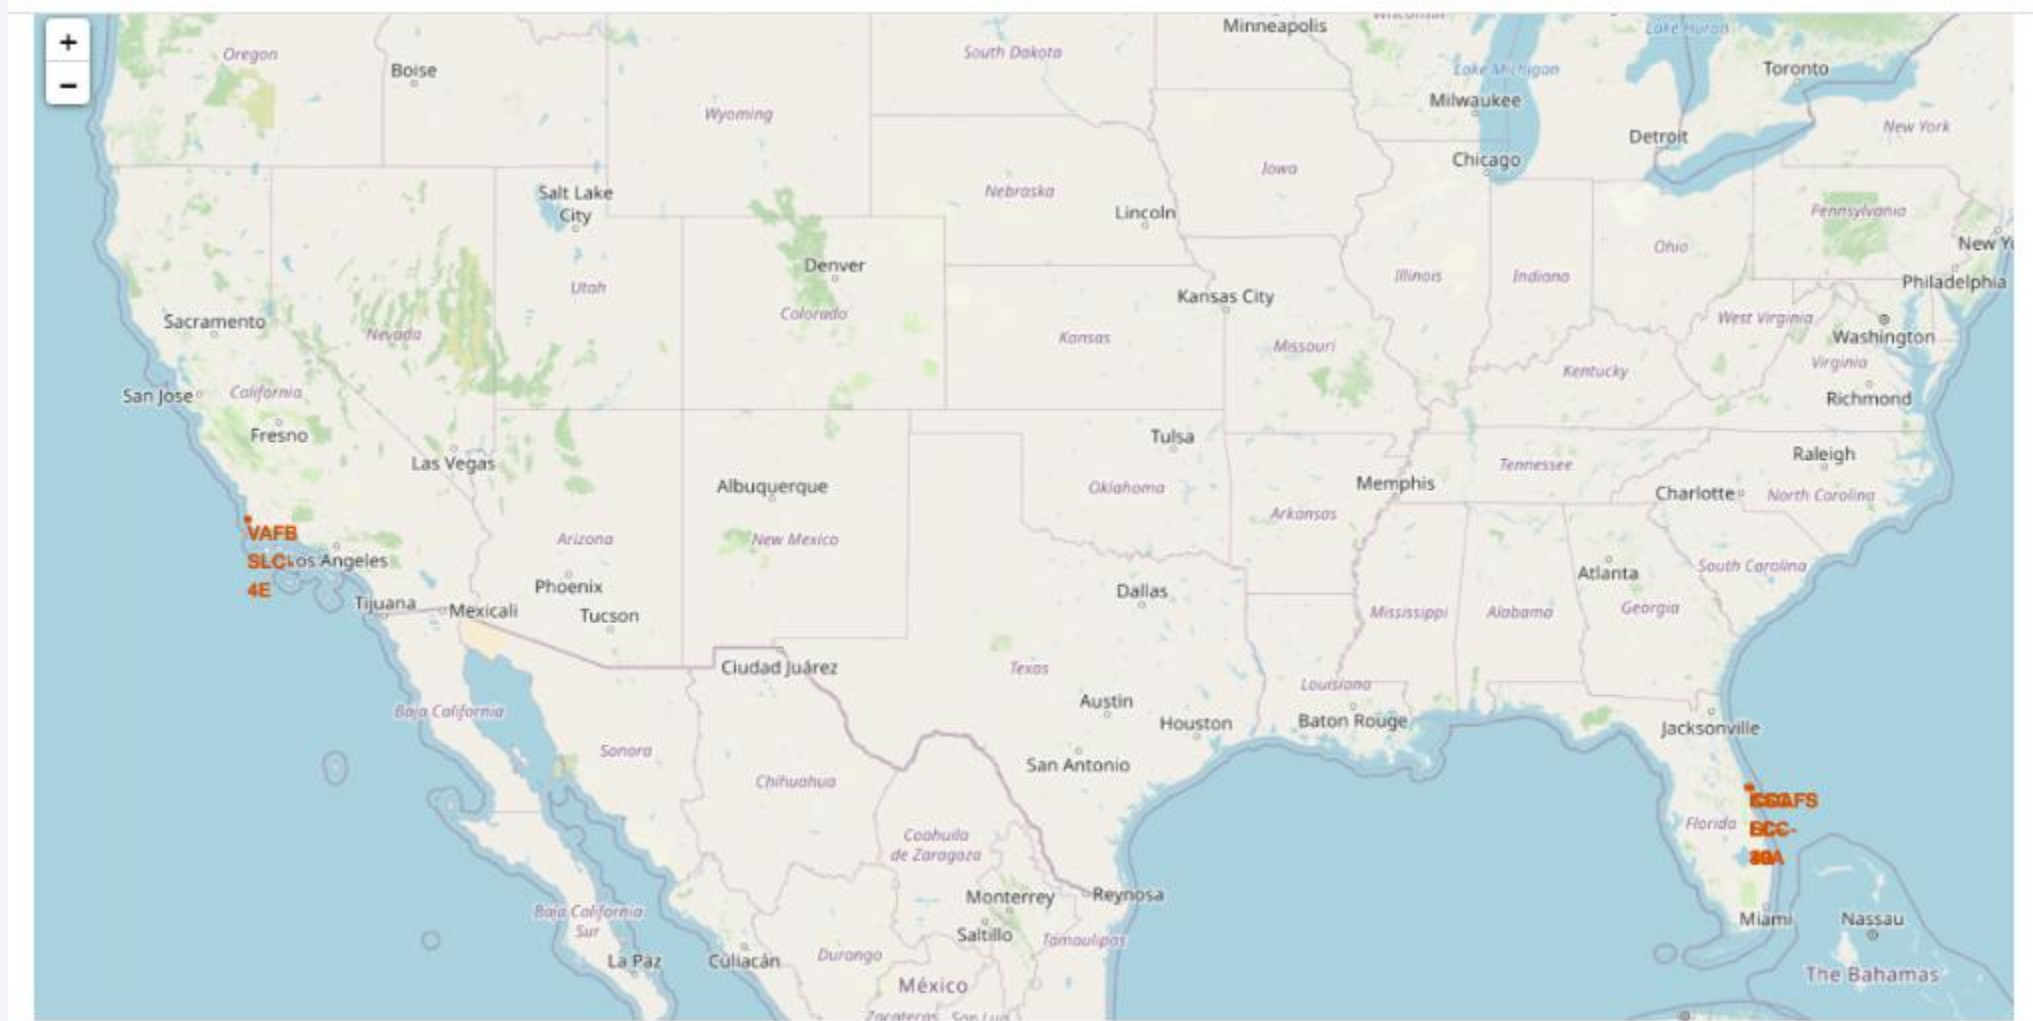 +
−
Oregon
Boise
South Dakota
Minneapolis
Wisconsin
Lake Huron
Toronto
Wyoming
Lake Michigan
Milwaukee
Detroit
New York
Salt Lake
City
Nebraska
Iowa
Chicago
Lincoln
Pennsylvania
New Y
Denver
Utah
Colorado
Illinois
Indiana
Ohio
Philadelphia
Kansas City
Sacramento
Nevada
Kansas
Missouri
West Virginia
Washington
Virginia
San Jose
California
Kentucky
Richmond
Fresno
Las Vegas
Tulsa
Albuquerque
Oklahoma
Memphis
Tennessee
Raleigh
Charlotte
North Carolina
VAFB
SLC-
4E
Los Angeles
Arizona
New Mexico
Arkansas
Phoenix
Tucson
Dallas
Atlanta
South Carolina
Tijuana
Mexicali
Mississippi
Alabama
Georgia
Ciudad Juárez
Texas
Louisiana
Baja California
Austin
Houston
Baton Rouge
Jacksonville
Sonora
Chihuahua
San Antonio
Florida
Coahuila
de Zaragoza
Monterrey
Reynosa
Baja California
Sur
Saltillo
Tamaulipas
Miami
Nassau
La Paz
Culiacán
Durango
México
The Bahamas
Zacatecas
San Luis